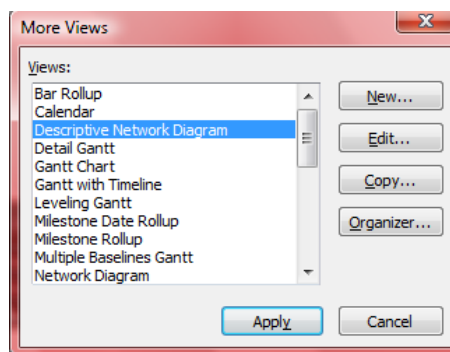 More Views
Views:
Bar Rollup
Calendar
Descriptive Network Diagram
Detail Gantt
Gantt Chart
Gantt with Timeline
Leveling Gantt
Milestone Date Rollup
Milestone Rollup
Multiple Baselines Gantt
Network Diagram
New...
Edit...
Copy...
Organizer...
Apply
Cancel